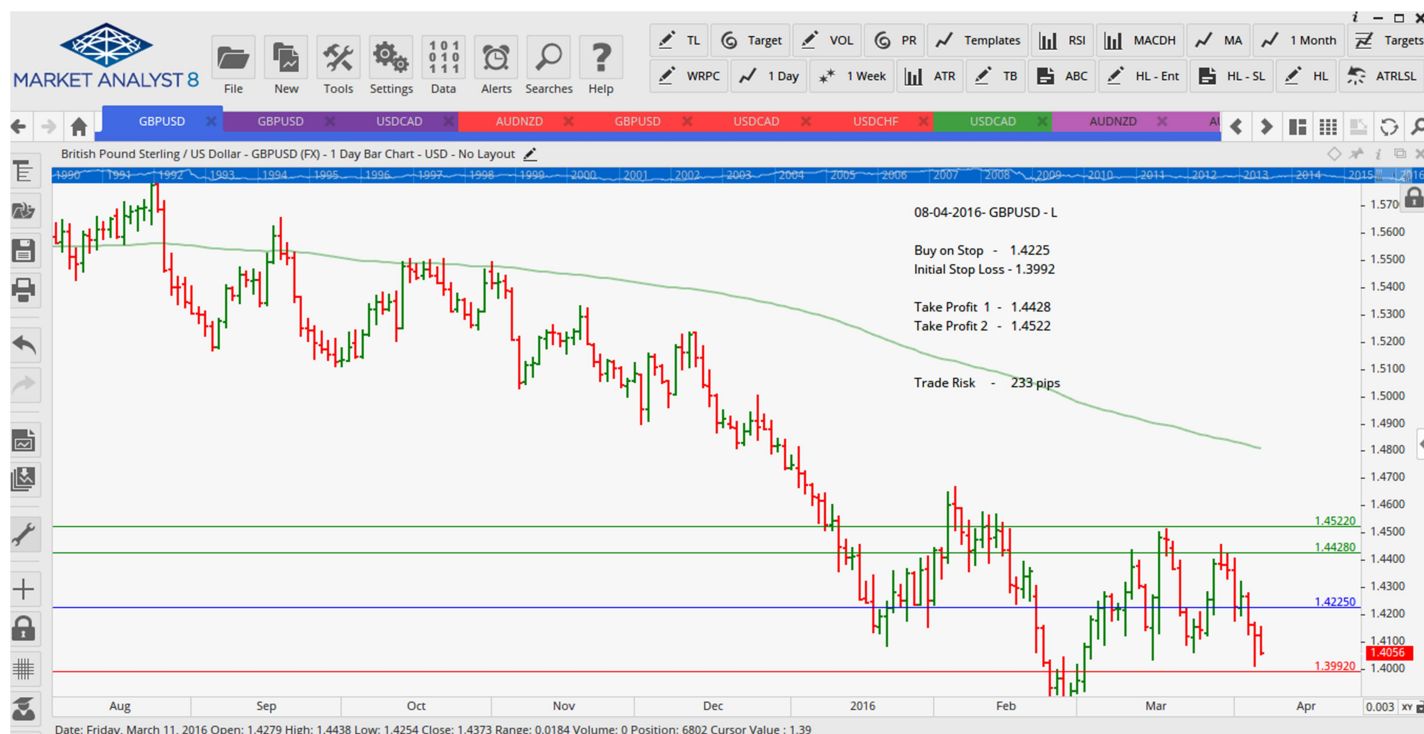 MARKET ANALYST 8
File New Tools Settings Data Alerts Searches Help
TL Target VOL PR Templates RSI MACDH MA 1 Month Targets
WRPC 1 Day 1 Week ATR TB ABC HL - Ent HL - SL HL ATRLSL
GBPUSD GBPUSD USDCAD AUDNZD GBPUSD USDCAD USDCHF USDCAD AUDNZD
British Pound Sterling / US Dollar - GBPUSD (FX) - 1 Day Bar Chart - USD - No Layout
1990 1991 1992 1993 1994 1995 1996 1997 1998 1999 2000 2001 2002 2003 2004 2005 2006 2007 2008 2009 2010 2011 2012 2013 2014 2015 2016
08-04-2016- GBPUSD - L
Buy on Stop - 1.4225
Initial Stop Loss - 1.3992
Take Profit 1 - 1.4428
Take Profit 2 - 1.4522
Trade Risk - 233 pips
1.570
1.5600
1.5500
1.5400
1.5300
1.5200
1.5100
1.5000
1.4900
1.4800
1.4700
1.4600
1.45220
1.4500
1.44280
1.4400
1.4300
1.42250
1.4200
1.4100
1.4056
1.39920
1.4000
Aug Sep Oct Nov Dec 2016 Feb Mar Apr
0.003 XY
Date: Friday, March 11, 2016 Open: 1.4279 High: 1.4438 Low: 1.4254 Close: 1.4373 Range: 0.0184 Volume: 0 Position: 6802 Cursor Value : 1.39